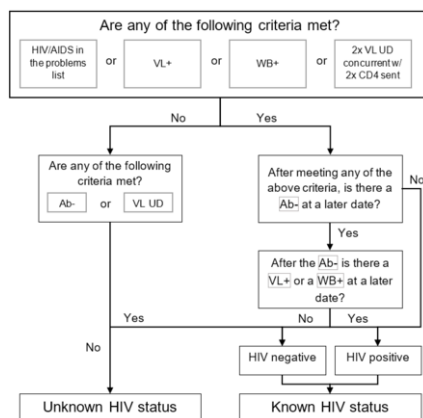 Are any of the following criteria met?
HIV/AIDS in
the problems
list
or
VL+
or
WB+
or
2x VL UD
concurrent w/
2x CD4 sent
No
Yes
Are any of the following
criteria met?
Ab-
or
VL UD
After meeting any of the
above criteria, is there a
Ab- at a later date?
No
Yes
After the Ab- is there a
VL+ or a WB+ at a later
date?
Yes
No
Yes
No
HIV negative
HIV positive
Unknown HIV status
Known HIV status